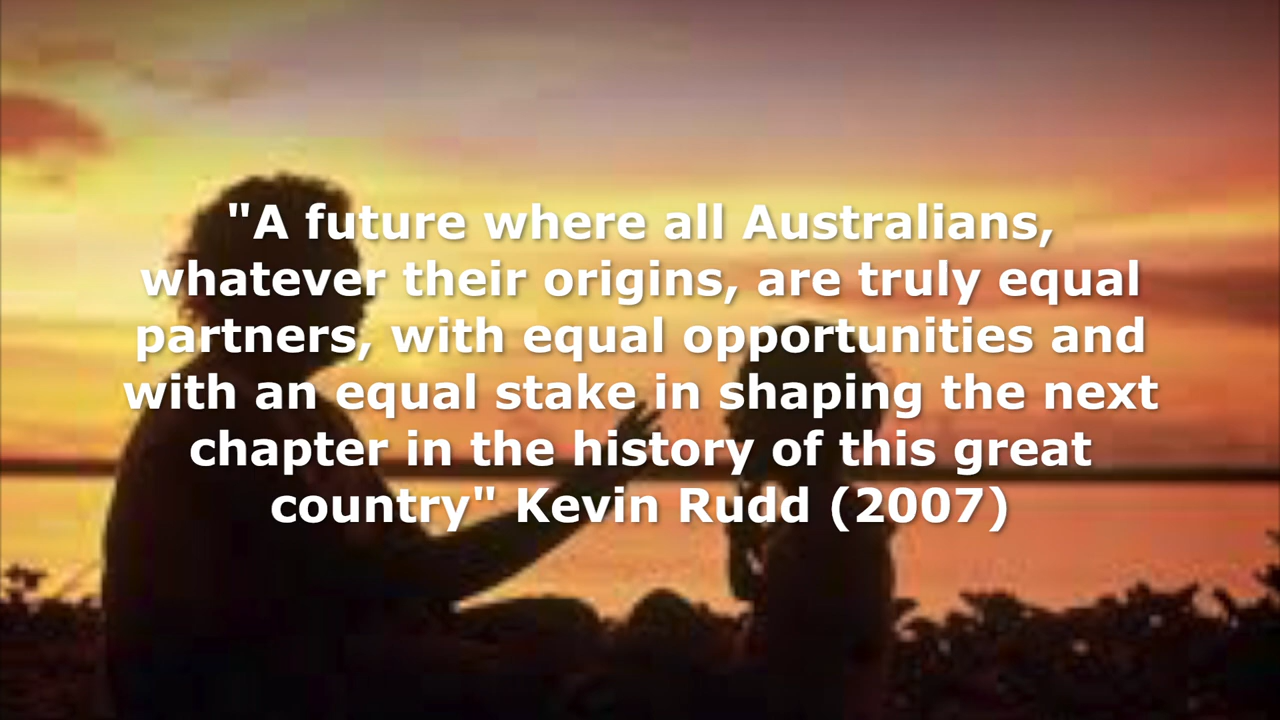 "A future where all Australians,
whatever their origins, are truly equal
partners, with equal opportunities and
with an equal stake in shaping the next
chapter in the history of this great
country" Kevin Rudd (2007)